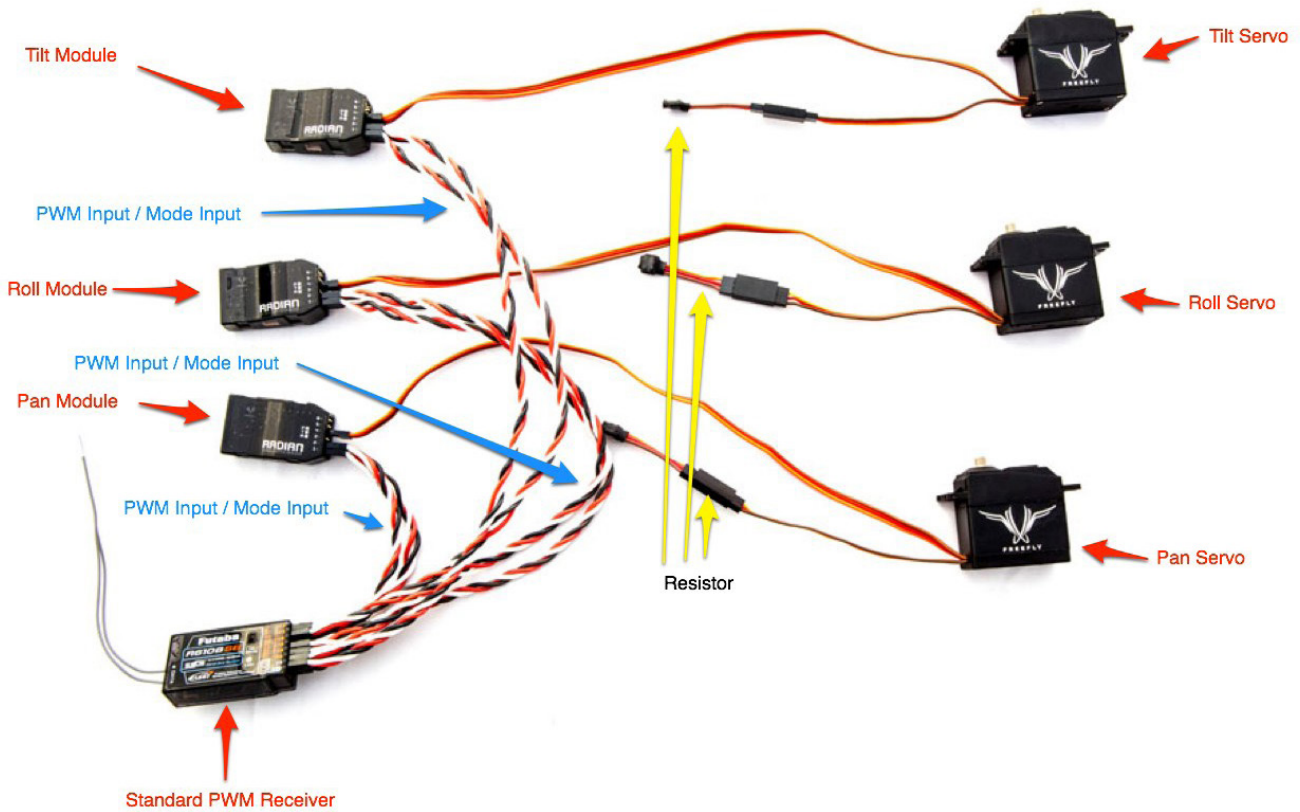 Tilt Module
Tilt Servo
FREEFLY
RADIAN
PWM Input / Mode Input
Roll Module
RADIAN
Roll Servo
FREEFLY
PWM Input / Mode Input
Pan Module
RADIAN
PWM Input / Mode Input
FREEFLY
Pan Servo
Resistor
Futaba
Standard PWM Receiver